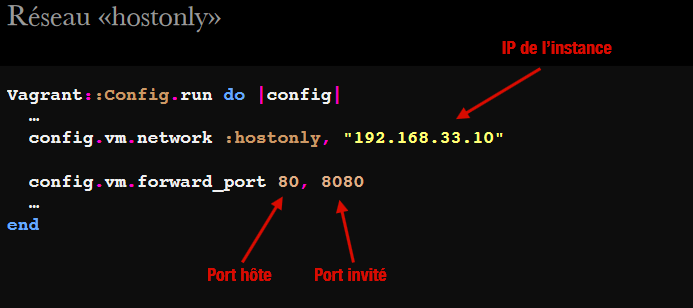 Réseau «hostonly»
IP de l'instance
Vagrant::Config.run do |config|
…
config.vm.network :hostonly, "192.168.33.10"
config.vm.forward_port 80, 8080
…
end
Port hôte
Port invité